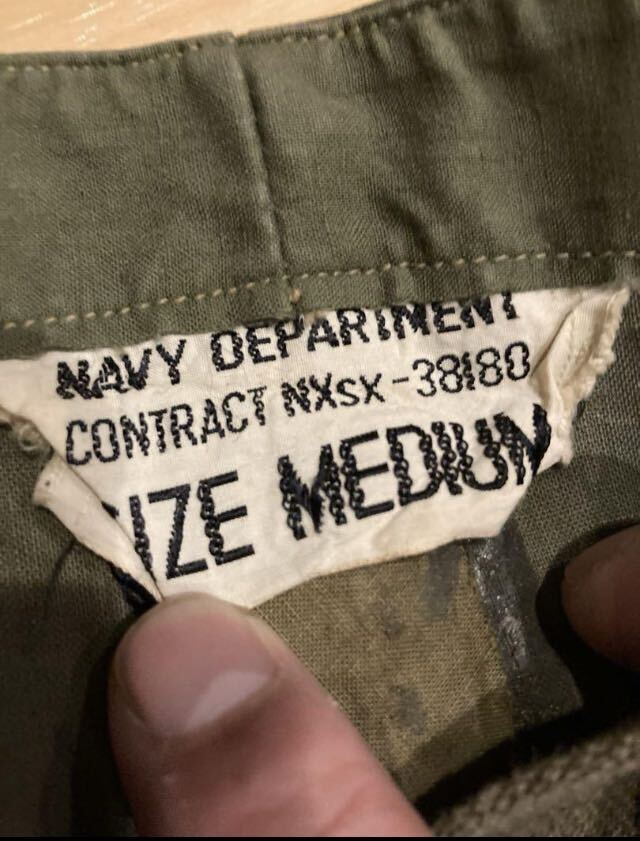 NAVY DEPARTMENT
CONTRACT NXsx-38180
SIZE MEDIUM